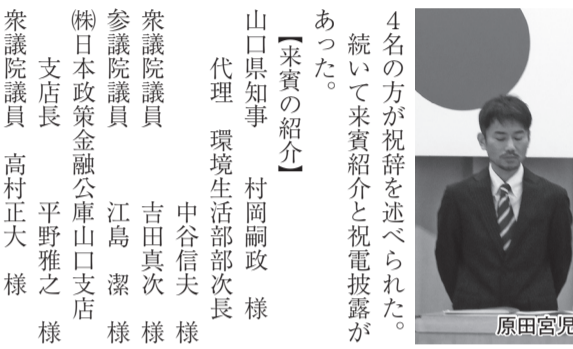 ４名の方が祝辞を述べられた。
　続いて来賓紹介と祝電披露が
あった。
【来賓の紹介】
山口県知事　村岡嗣政　様
代理　環境生活部部次長
中谷信夫　様
衆議院議員　吉田真次　様
参議院議員　江島　潔　様
㈱日本政策金融公庫山口支店
支店長　平野雅之　様
衆議院議員　高村正大　様
原田宮児